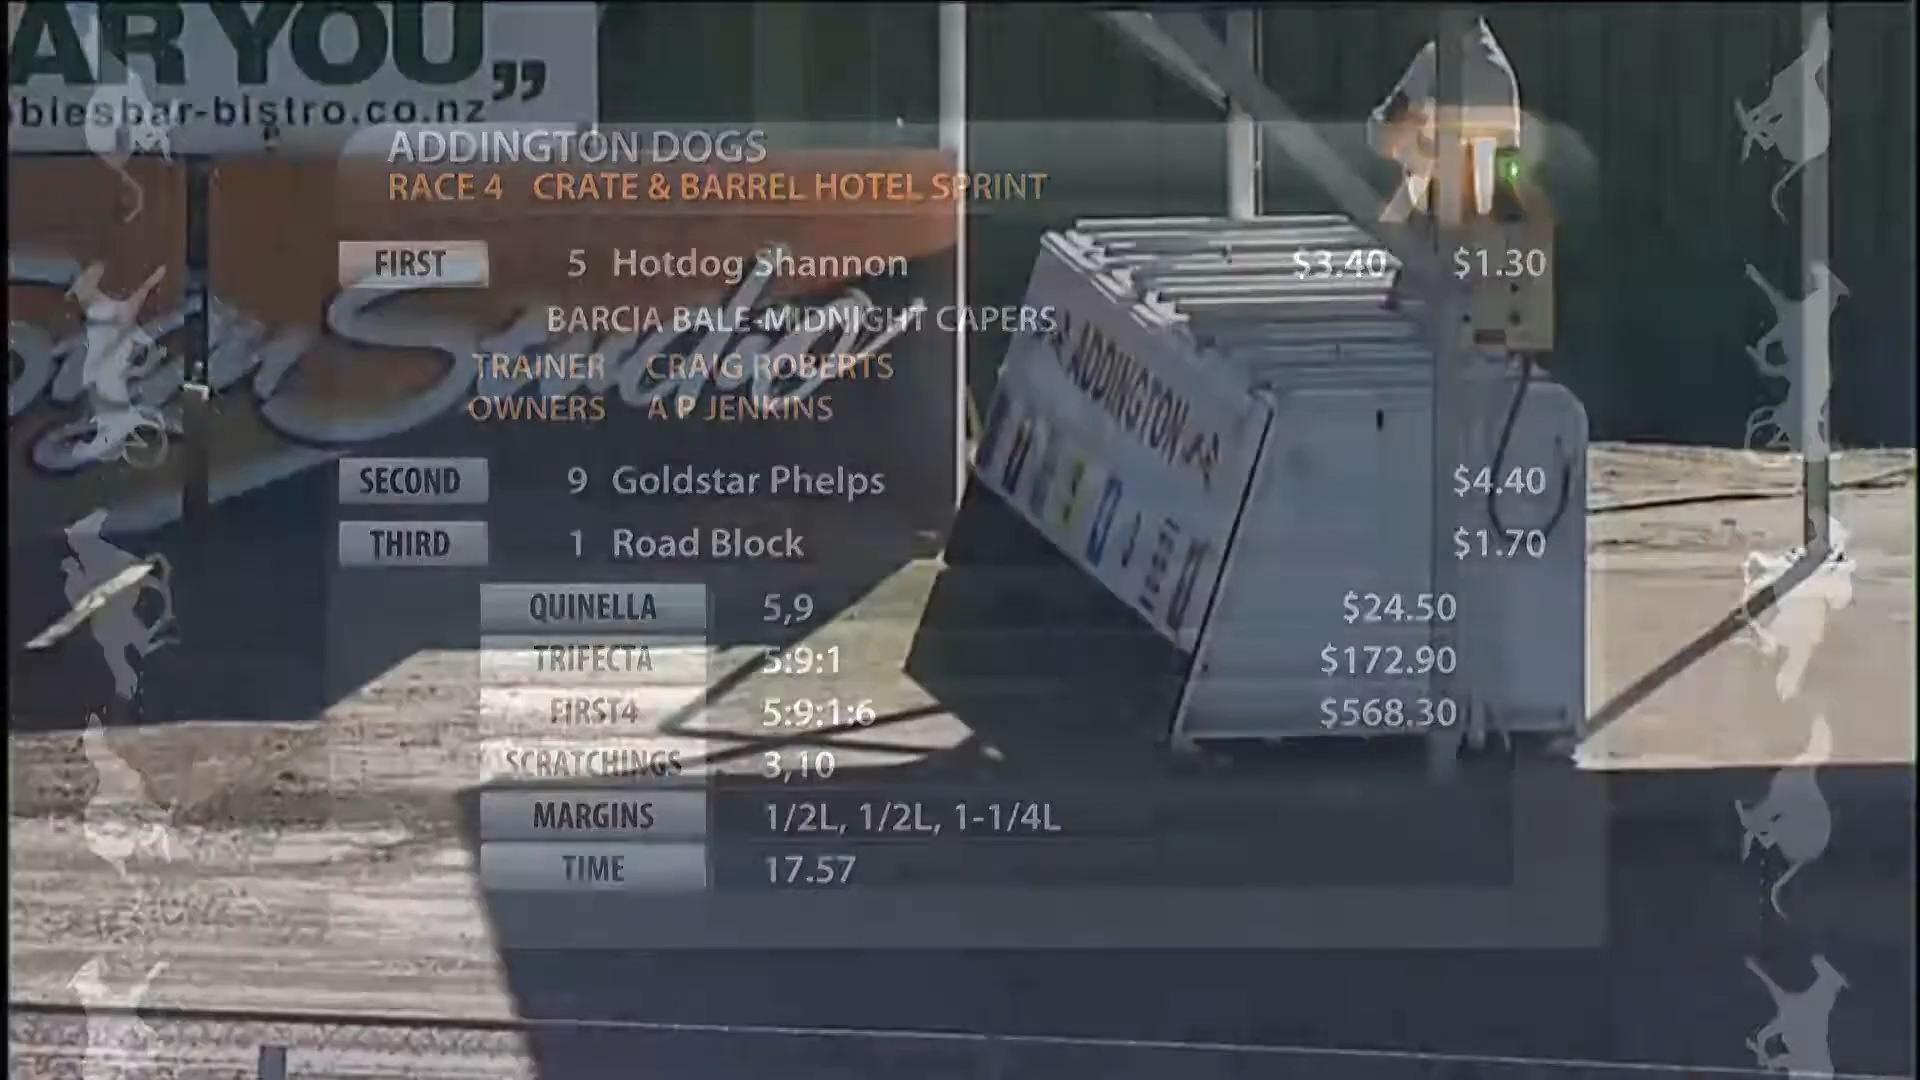 AR YOU”
biesbar-bistro.co.nz
ADDINGTON DOGS
RACE 4 CRATE & BARREL HOTEL SPRINT
FIRST 5 Hotdog Shannon $3.40 $1.30
BARCIA BALE-MIDNIGHT CAPERS
TRAINER CRAIG ROBERTS
OWNERS A P JENKINS
SECOND 9 Goldstar Phelps $4.40
THIRD 1 Road Block $1.70
QUINELLA 5,9 $24.50
TRIFECTA 5:9:1 $172.90
FIRST4 5:9:1:6 $568.30
SCRATCHINGS 3,10
MARGINS 1/2L, 1/2L, 1-1/4L
TIME 17.57
Studio
ADDINGTON